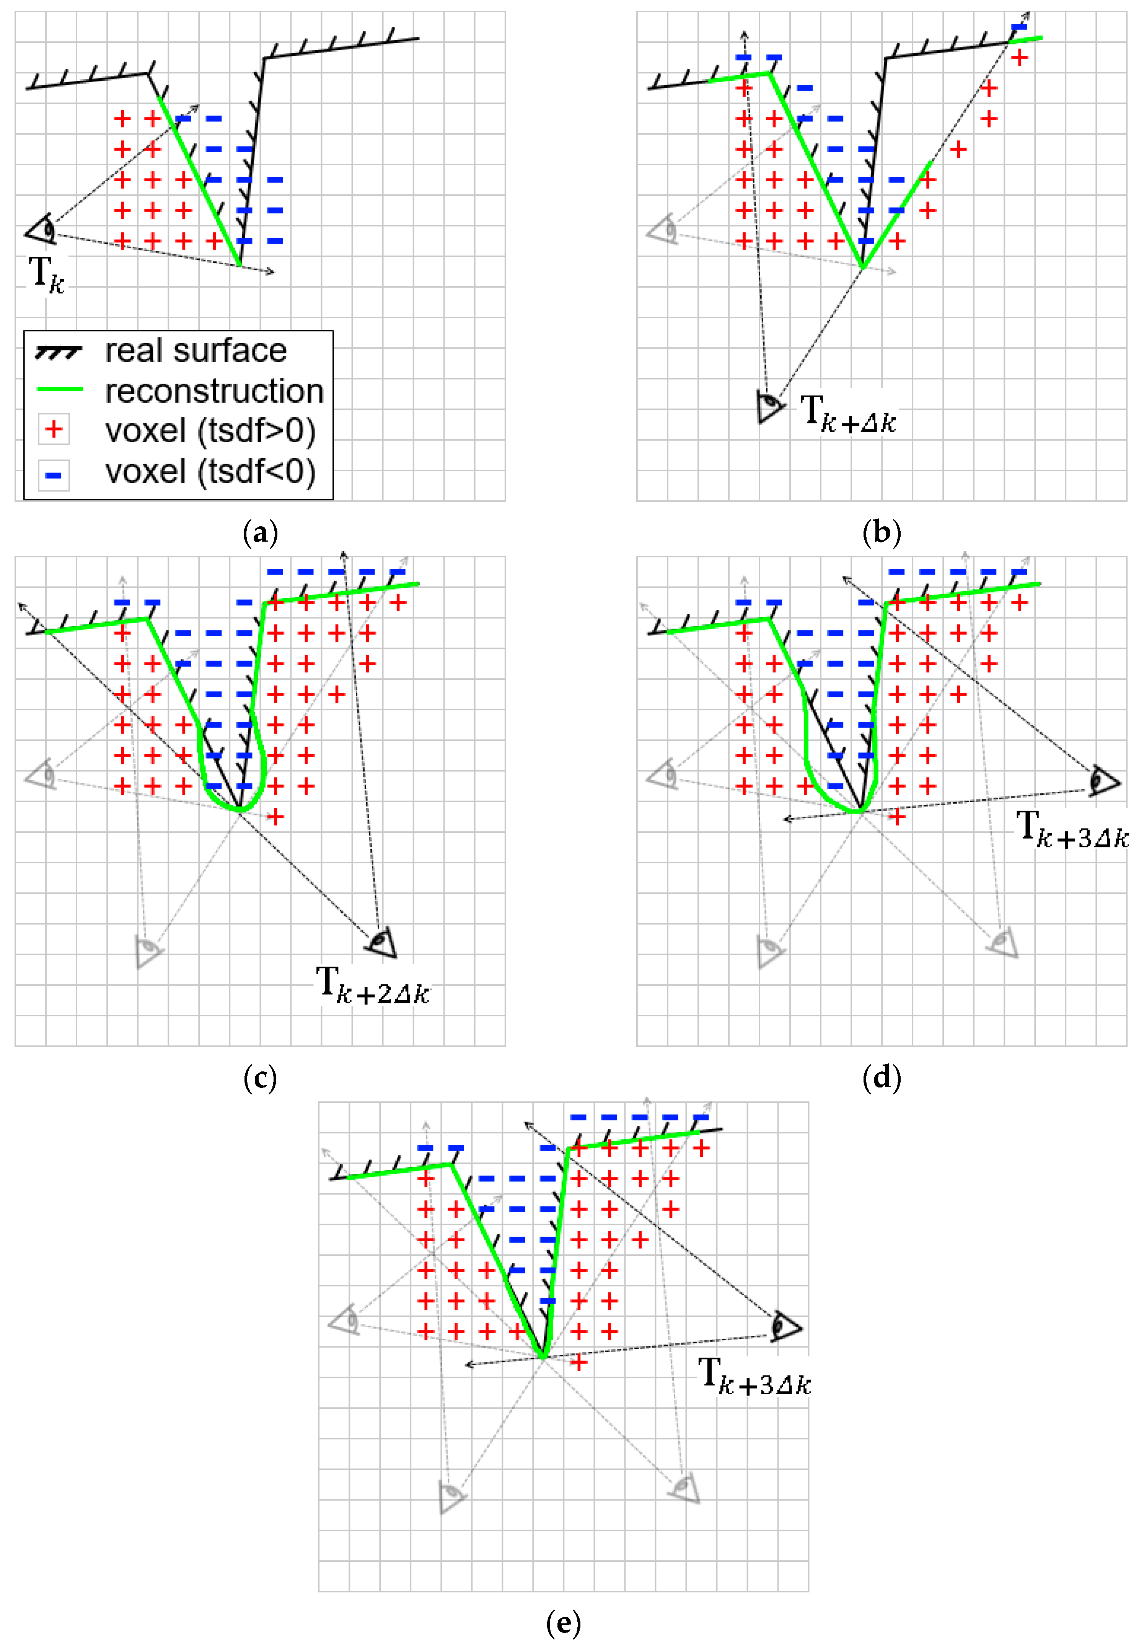 T_k
real surface
reconstruction
voxel (tsdf>0)
voxel (tsdf<0)
(a)
T_{k+Δk}
(b)
T_{k+2Δk}
(c)
T_{k+3Δk}
(d)
T_{k+3Δk}
(e)